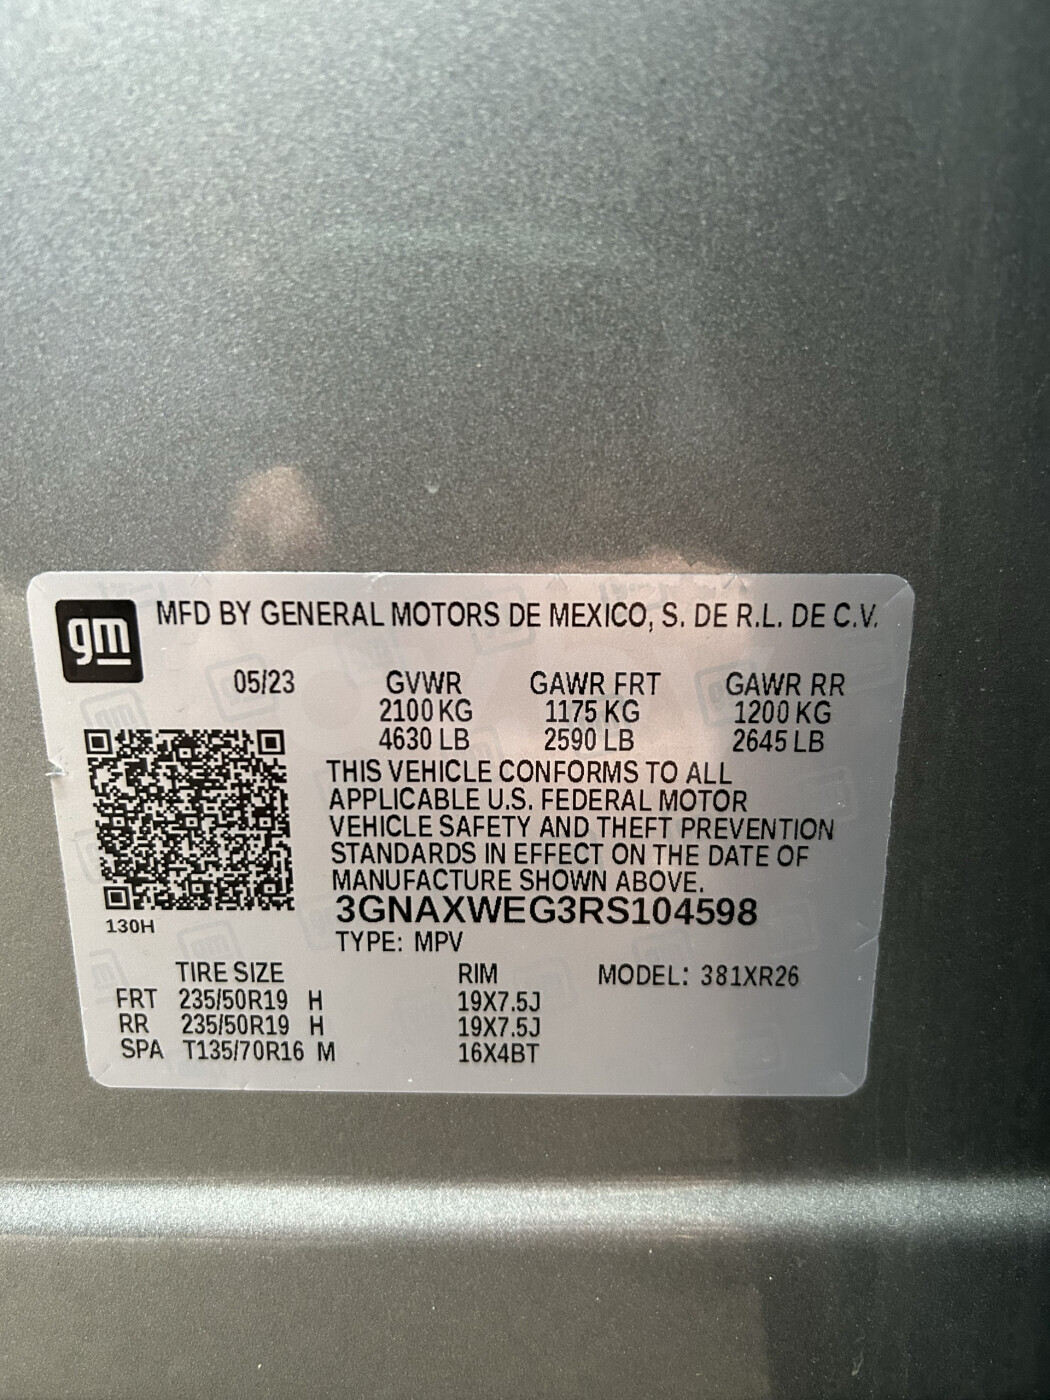 gm
MFD BY GENERAL MOTORS DE MEXICO, S. DE R.L. DE C.V.
05/23 GVWR GAWR FRT GAWR RR
2100 KG 1175 KG 1200 KG
4630 LB 2590 LB 2645 LB
THIS VEHICLE CONFORMS TO ALL
APPLICABLE U.S. FEDERAL MOTOR
VEHICLE SAFETY AND THEFT PREVENTION
STANDARDS IN EFFECT ON THE DATE OF
MANUFACTURE SHOWN ABOVE.
3GNAXWEG3RS104598
130H
TYPE: MPV
TIRE SIZE RIM MODEL: 381XR26
FRT 235/50R19 H 19X7.5J
RR 235/50R19 H 19X7.5J
SPA T135/70R16 M 16X4BT